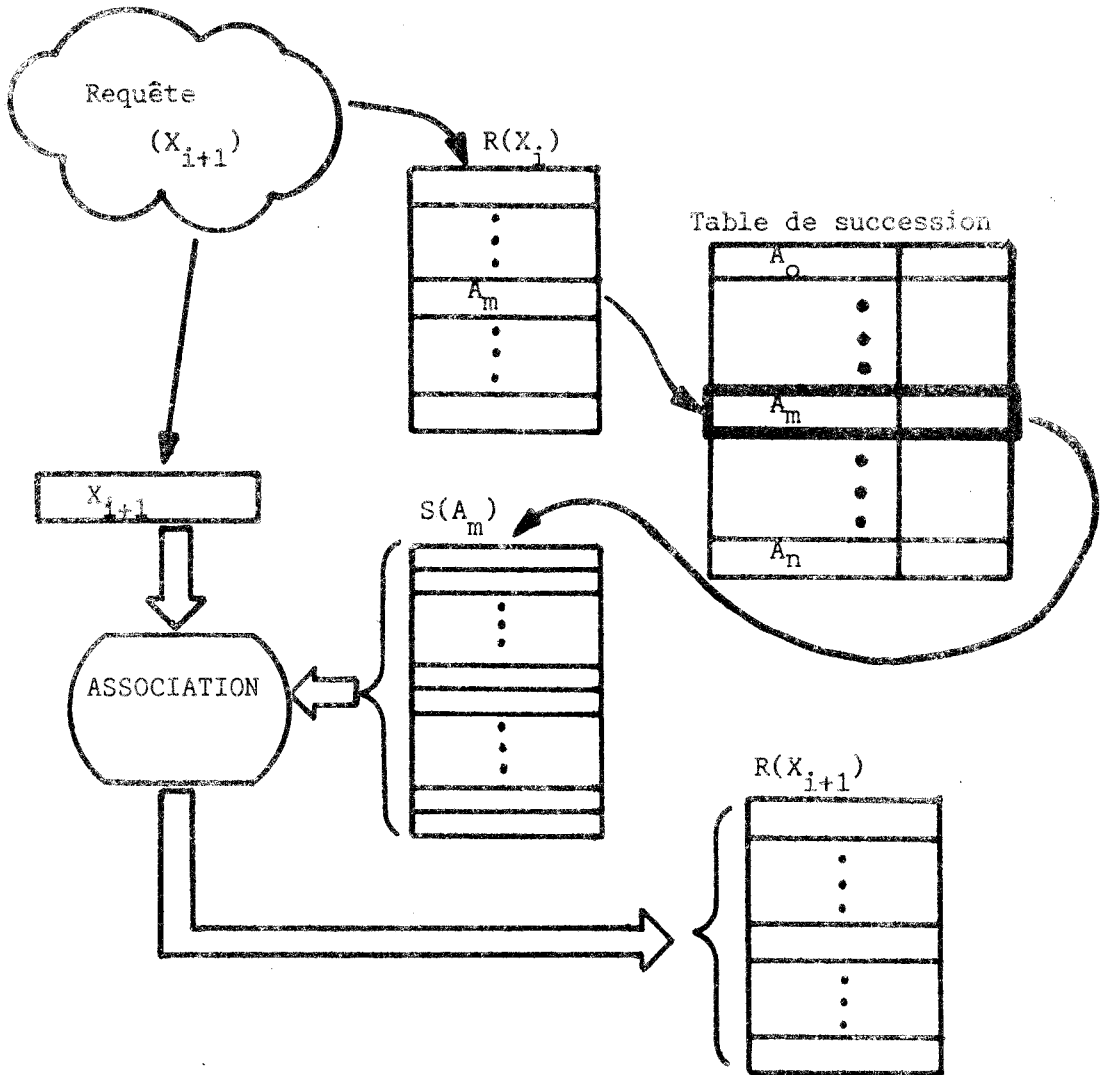 Requête
(X_{i+1})
R(X_i)
A_m
Table de succession
A_o
A_m
A_n
X_{i+1}
S(A_m)
ASSOCIATION
R(X_{i+1})